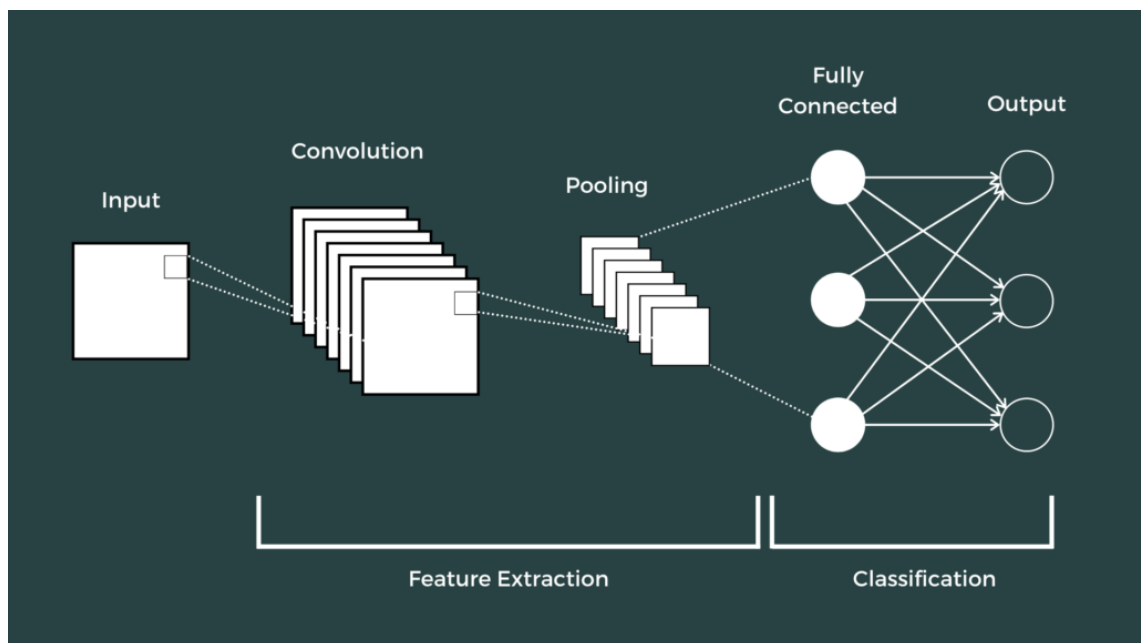 Input
Convolution
Pooling
Fully
Connected
Output
Feature Extraction
Classification